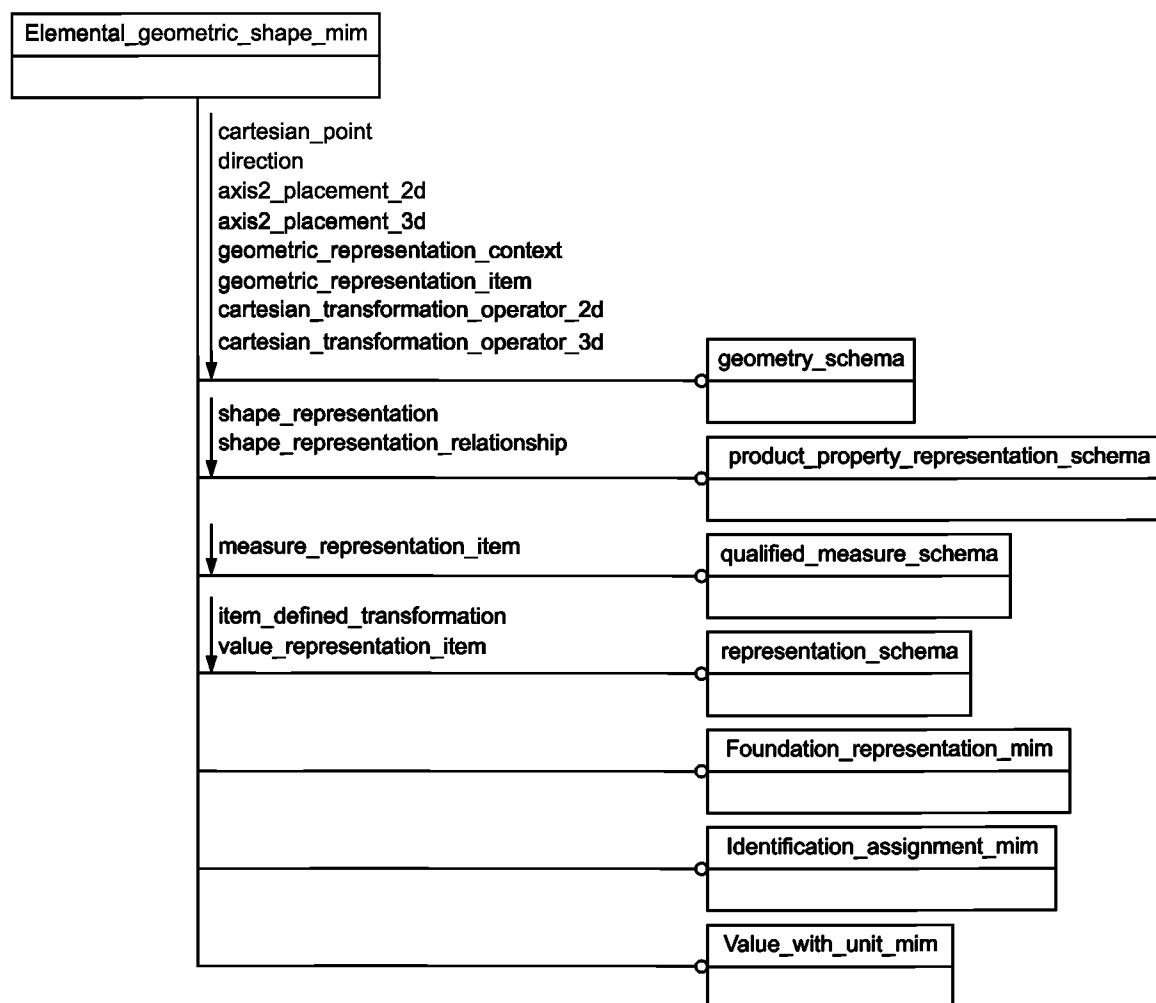 Elemental_geometric_shape_mim
cartesian_point
direction
axis2_placement_2d
axis2_placement_3d
geometric_representation_context
geometric_representation_item
cartesian_transformation_operator_2d
cartesian_transformation_operator_3d
geometry_schema
shape_representation
shape_representation_relationship
product_property_representation_schema
measure_representation_item
qualified_measure_schema
item_defined_transformation
value_representation_item
representation_schema
Foundation_representation_mim
Identification_assignment_mim
Value_with_unit_mim